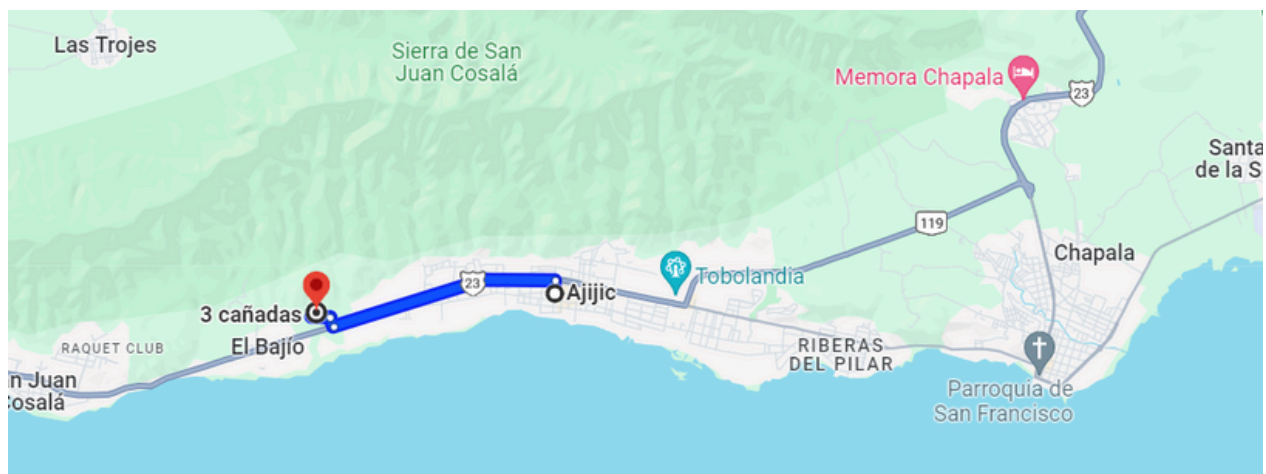 Las Trojes
Sierra de San
Juan Cosalá
Memora Chapala
23
Santa
de la S
119
Chapala
Tobolandia
23
Ajijic
3 cañadas
El Bajío
RAQUET CLUB
RIBERAS
DEL PILAR
n Juan
Cosalá
Parroquia de
San Francisco